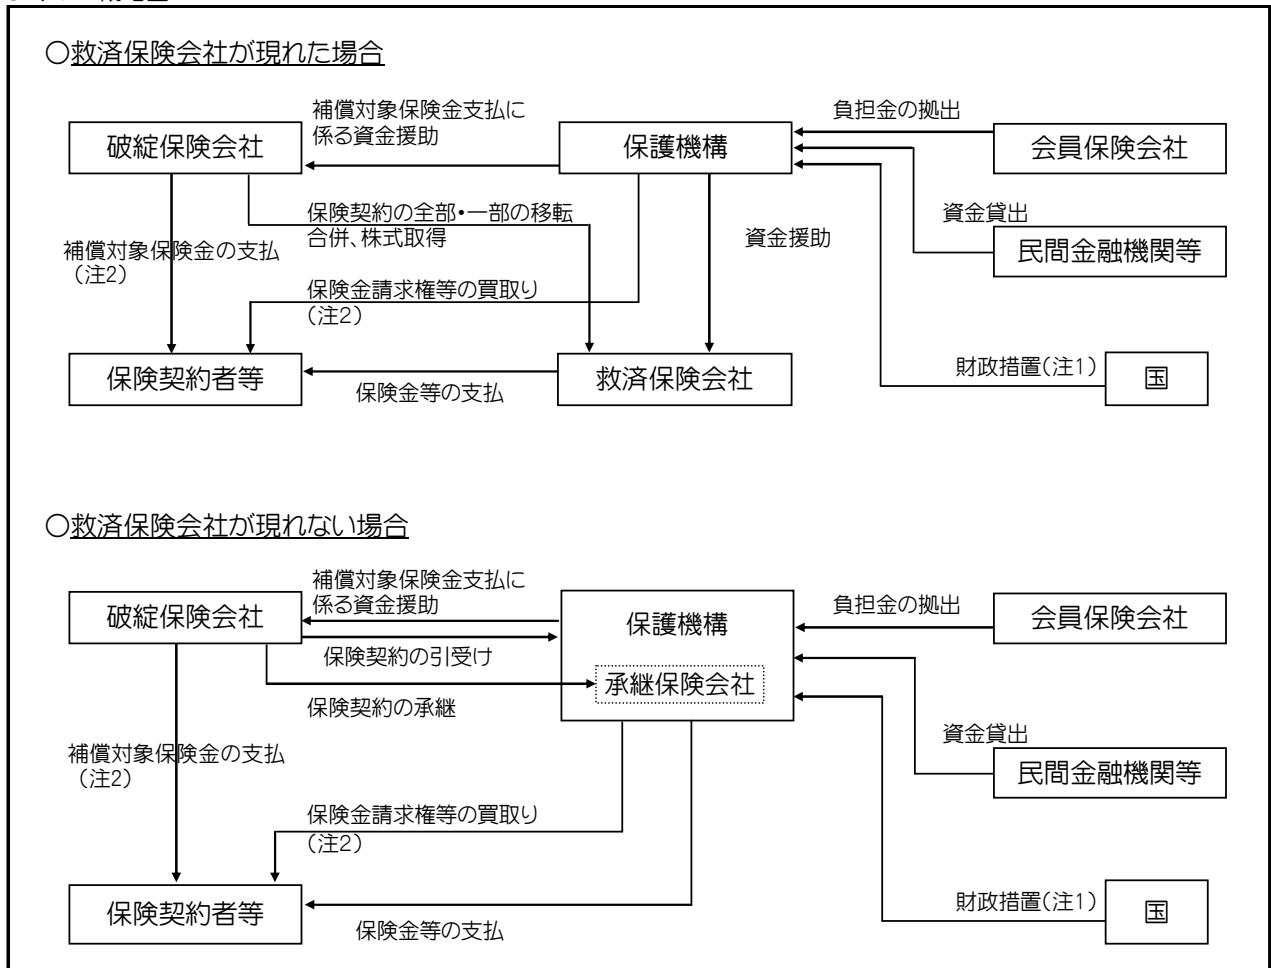 ○救済保険会社が現れた場合
補償対象保険金支払に
係る資金援助
負担金の拠出
破綻保険会社
保護機構
会員保険会社
保険契約の全部・一部の移転
合併、株式取得
資金援助
資金貸出
民間金融機関等
補償対象保険金の支払
(注2)
保険金請求権等の買取り
(注2)
保険契約者等
保険金等の支払
救済保険会社
財政措置(注1)
国
○救済保険会社が現れない場合
補償対象保険金支払に
係る資金援助
負担金の拠出
破綻保険会社
保護機構
会員保険会社
保険契約の引受け
承継保険会社
保険契約の承継
資金貸出
民間金融機関等
補償対象保険金の支払
(注2)
保険金請求権等の買取り
(注2)
保険契約者等
保険金等の支払
財政措置(注1)
国